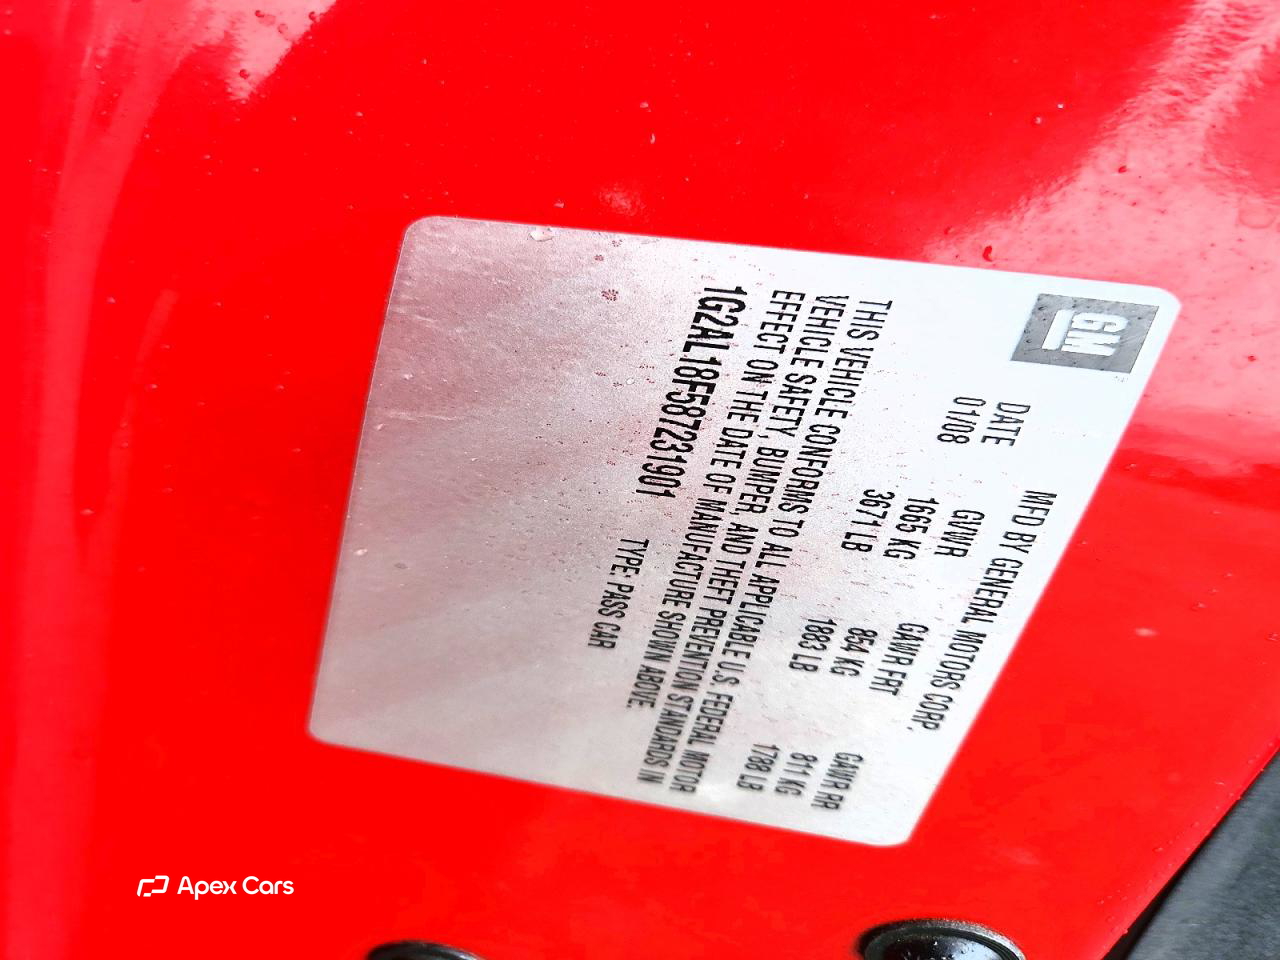 GM
MFD BY GENERAL MOTORS CORP.
DATE GVWR GAWR FRT GAWR RR
01/08 1665 KG 854 KG 811 KG
3671 LB 1883 LB 1788 LB
THIS VEHICLE CONFORMS TO ALL APPLICABLE U.S. FEDERAL MOTOR
VEHICLE SAFETY, BUMPER, AND THEFT PREVENTION STANDARDS IN
EFFECT ON THE DATE OF MANUFACTURE SHOWN ABOVE.
1G2AL18F587231901 TYPE: PASS CAR
Apex Cars